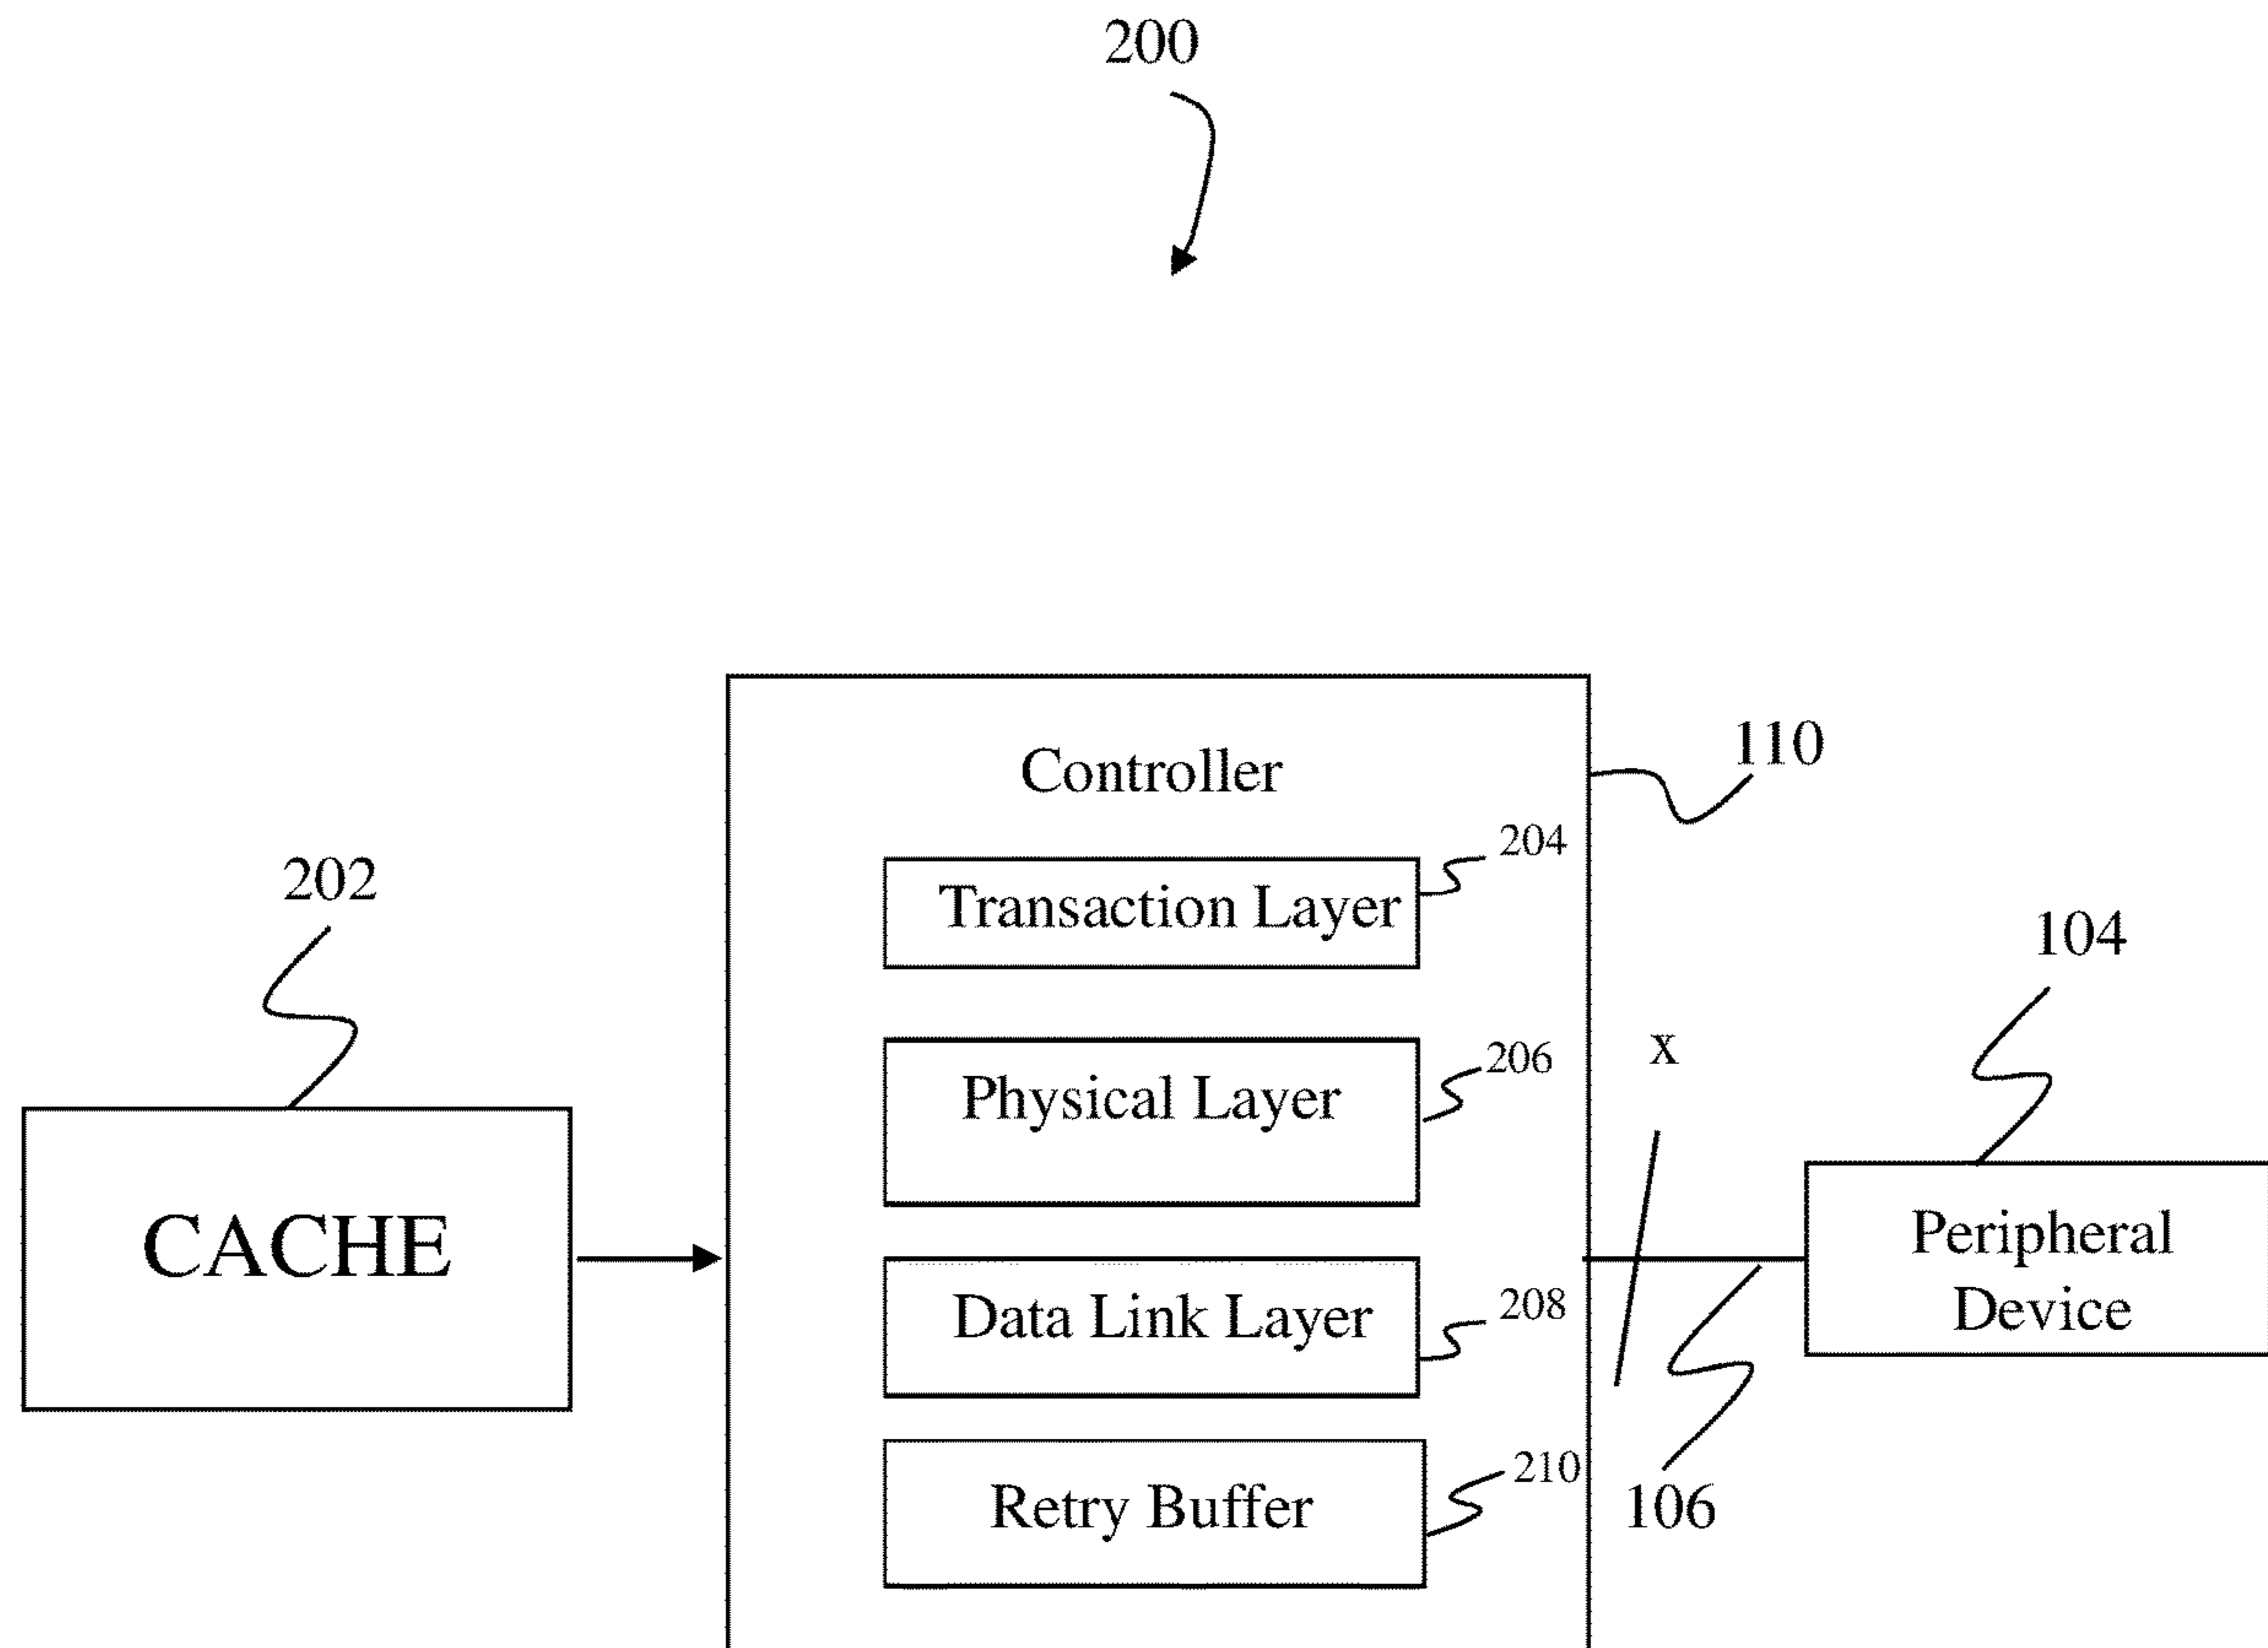 200
Controller
110
204
Transaction Layer
202
104
206
x
Physical Layer
CACHE
Peripheral
Device
208
Data Link Layer
210
Retry Buffer
106